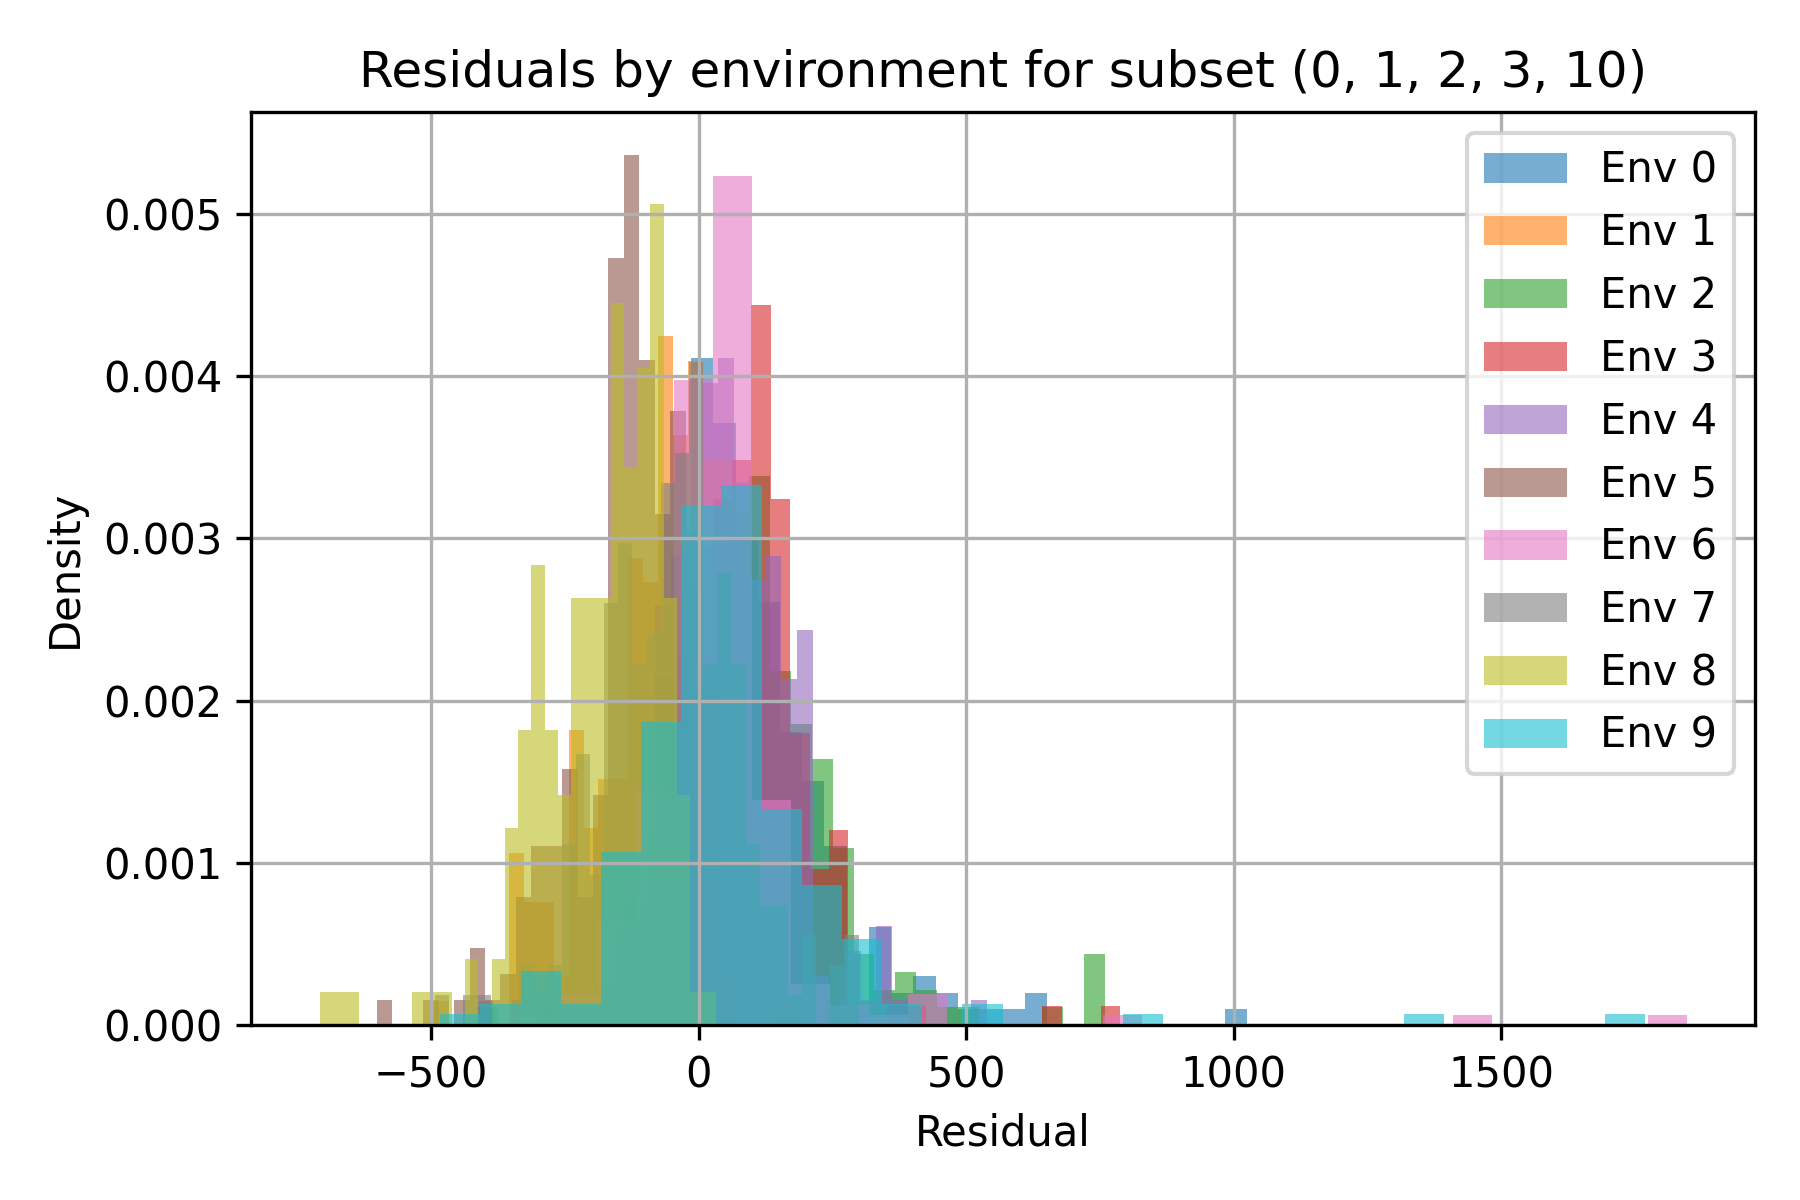 Residuals by environment for subset (0, 1, 2, 3, 10)
Density
0.005
0.004
0.003
0.002
0.001
0.000
−500
0
500
1000
1500
Residual
Env 0
Env 1
Env 2
Env 3
Env 4
Env 5
Env 6
Env 7
Env 8
Env 9